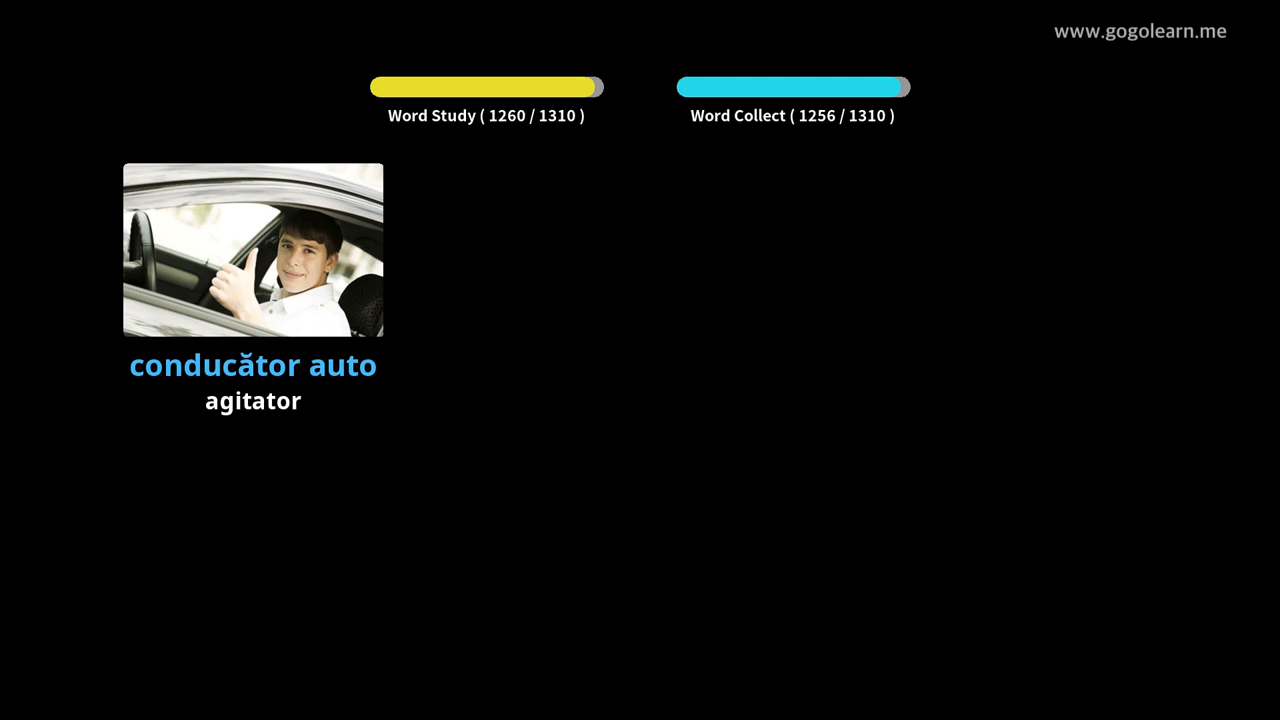 www.gogolearn.me
Word Study ( 1260 / 1310 )
Word Collect ( 1256 / 1310 )
conducător auto
agitator